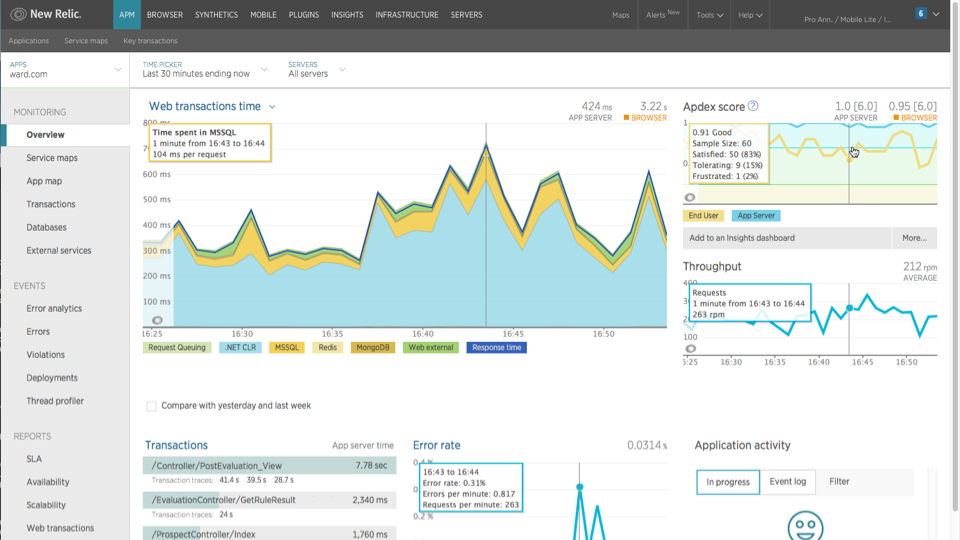 New Relic.
APM BROWSER SYNTHETICS MOBILE PLUGINS INSIGHTS INFRASTRUCTURE SERVERS
Maps Alerts New Tools Help Pro Ann. / Mobile Lite / I... 6
Applications Service maps Key transactions
APPS
ward.com
TIME PICKER
Last 30 minutes ending now
SERVERS
All servers
MONITORING
Overview
Service maps
App map
Transactions
Databases
External services
EVENTS
Error analytics
Errors
Violations
Deployments
Thread profiler
REPORTS
SLA
Availability
Scalability
Web transactions
Web transactions time
424 ms
APP SERVER
3.22 s
BROWSER
800 ms
Time spent in MSSQL
1 minute from 16:43 to 16:44
104 ms per request
600 ms
500 ms
400 ms
300 ms
200 ms
100 ms
16:25 16:30 16:35 16:40 16:45 16:50
Request Queuing .NET CLR MSSQL Redis MongoDB Web external Response time
Compare with yesterday and last week
Apdex score ?
1.0 [6.0]
APP SERVER
0.95 [6.0]
BROWSER
1
0.91 Good
Sample Size: 60
Satisfied: 50 (83%)
Tolerating: 9 (15%)
Frustrated: 1 (2%)
End User App Server
Add to an Insights dashboard More...
Throughput
212 rpm
AVERAGE
Requests
1 minute from 16:43 to 16:44
263 rpm
100
5:25 16:30 16:35 16:40 16:45 16:50
Transactions App server time
/Controller/PostEvaluation_View 7.78 sec
Transaction traces: 41.4 s 39.5 s 28.7 s
/EvaluationController/GetRuleResult 2,340 ms
Transaction traces: 24 s
/ProspectController/Index 1,760 ms
Error rate 0.0314 %
0.4 %
16:43 to 16:44
Error rate: 0.31%
Errors per minute: 0.817
Requests per minute: 263
0.2 %
Application activity
In progress Event log Filter